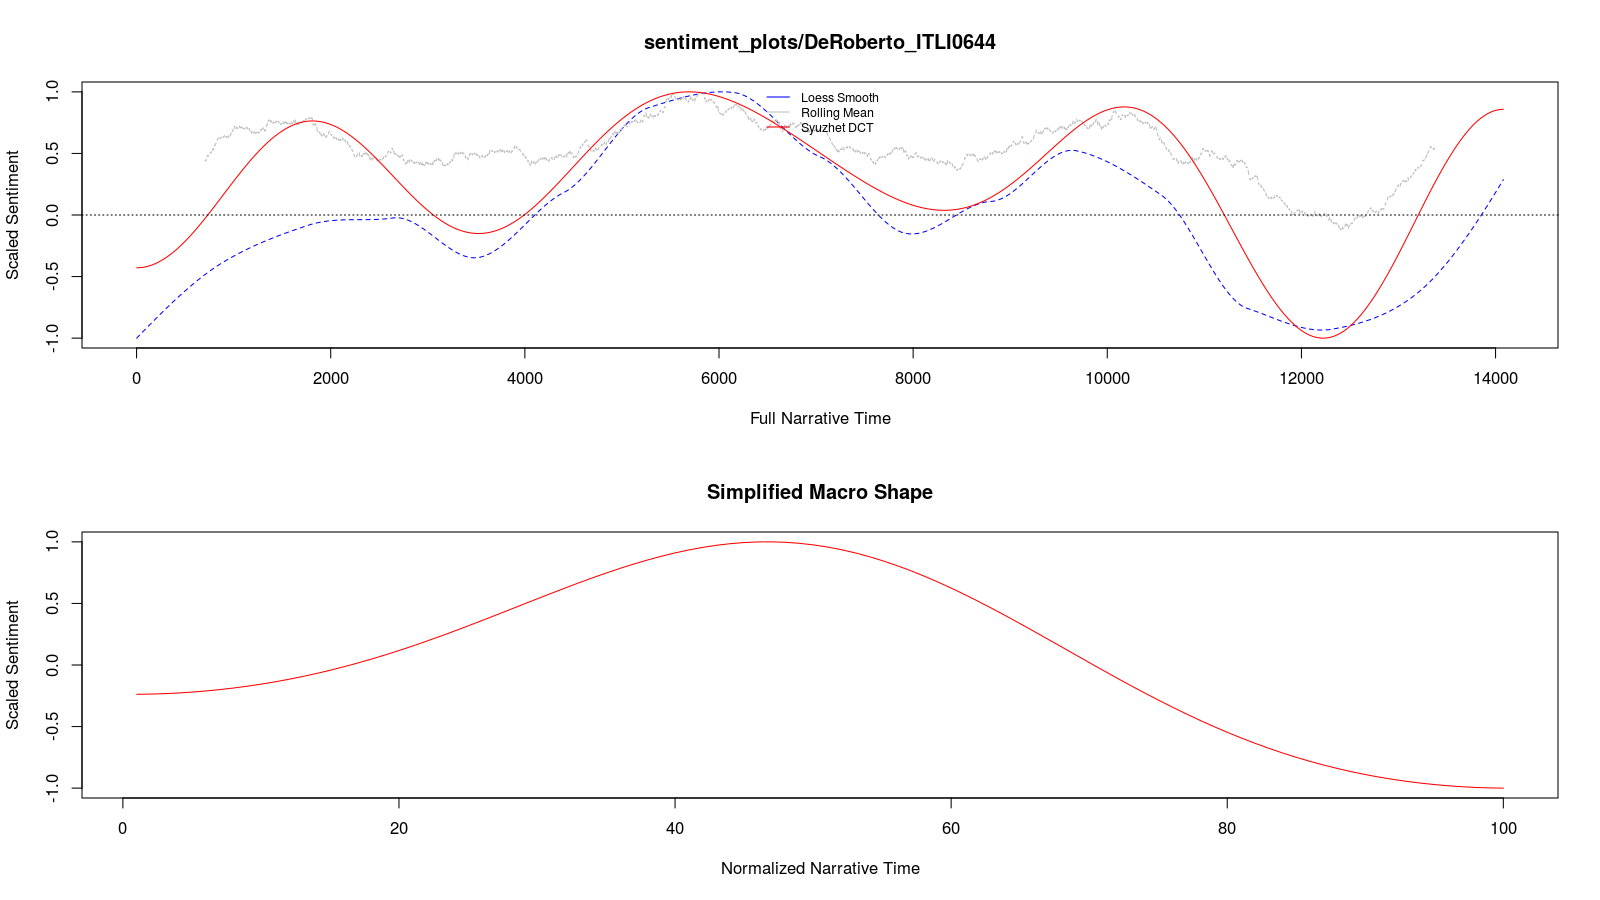 sentiment_plots/DeRoberto_ITLI0644
Scaled Sentiment
1.0
0.5
0.0
-0.5
-1.0
Loess Smooth
Rolling Mean
Syuzhet DCT
0 2000 4000 6000 8000 10000 12000 14000
Full Narrative Time
Simplified Macro Shape
Scaled Sentiment
1.0
0.5
0.0
-0.5
-1.0
0 20 40 60 80 100
Normalized Narrative Time